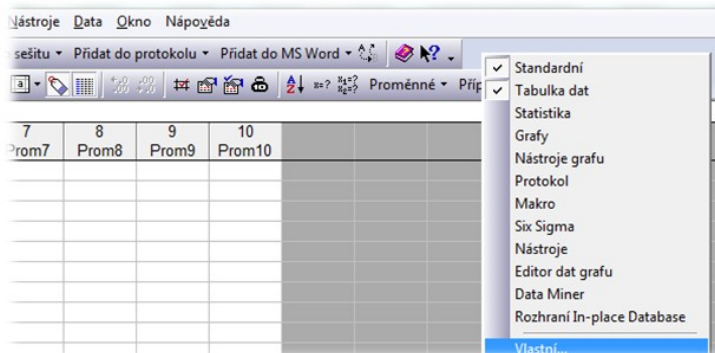 Nástroje Data Okno Nápověda
sešitu Přidat do protokolu Přidat do MS Word
x=? Proměnné Příp
7 8 9 10
Prom7 Prom8 Prom9 Prom10
Standardní
Tabulka dat
Statistika
Grafy
Nástroje grafu
Protokol
Makro
Six Sigma
Nástroje
Editor dat grafu
Data Miner
Rozhraní In-place Database
Vlastní...